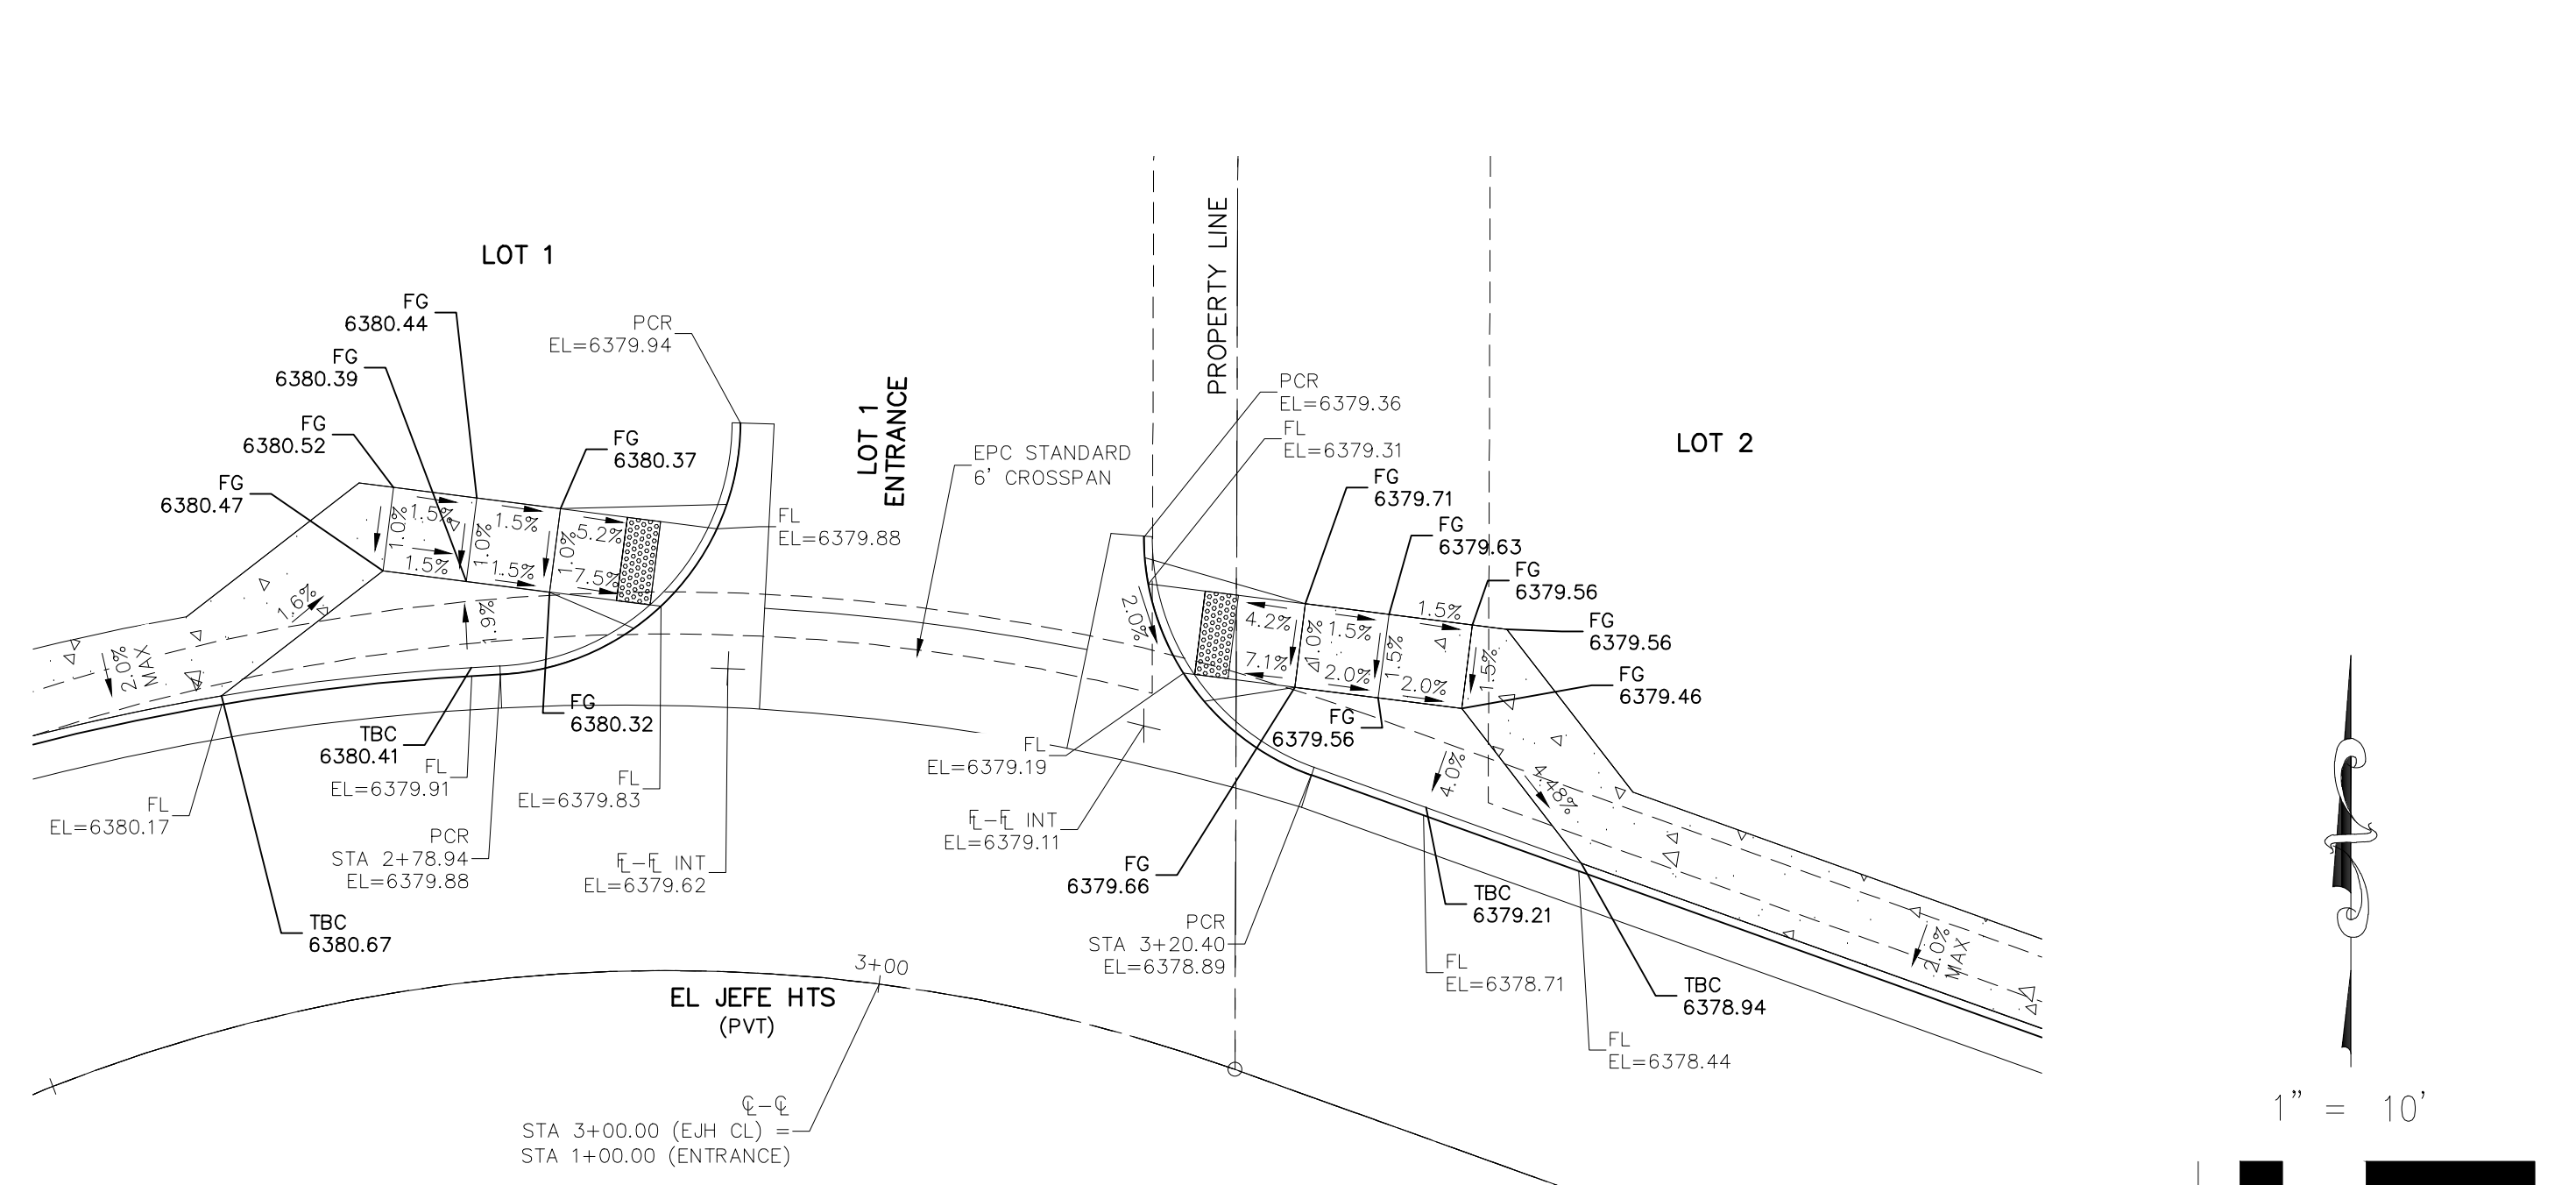 LOT 1
FG
6380.44
FG
6380.39
FG
6380.52
FG
6380.47
PCR
EL=6379.94
FG
6380.37
LOT 1
ENTRANCE
FL
EL=6379.88
EPC STANDARD
6' CROSSPAN
PROPERTY LINE
PCR
EL=6379.36
FL
EL=6379.31
FG
6379.71
FG
6379.63
FG
6379.56
FG
6379.56
FG
6379.46
LOT 2
1.0%
1.5%
1.0%
1.5%
1.0%
5.2%
1.5%
1.5%
7.5%
1.6%
1.9%
2.0%
MAX
2.0%
4.2%
1.0%
1.5%
1.5%
1.5%
1.5%
7.1%
2.0%
2.0%
4.0%
4.48%
2.0%
MAX
TBC
6380.41
FL
EL=6379.91
FL
EL=6380.17
FG
6380.32
FL
EL=6379.83
PCR
STA 2+78.94
EL=6379.88
FL-FL INT
EL=6379.62
TBC
6380.67
FL
EL=6379.19
FL-FL INT
EL=6379.11
FG
6379.56
FG
6379.66
PCR
STA 3+20.40
EL=6378.89
TBC
6379.21
FL
EL=6378.71
TBC
6378.94
FL
EL=6378.44
3+00
EL JEFE HTS
(PVT)
CL-CL
STA 3+00.00 (EJH CL) =
STA 1+00.00 (ENTRANCE)
1" = 10'